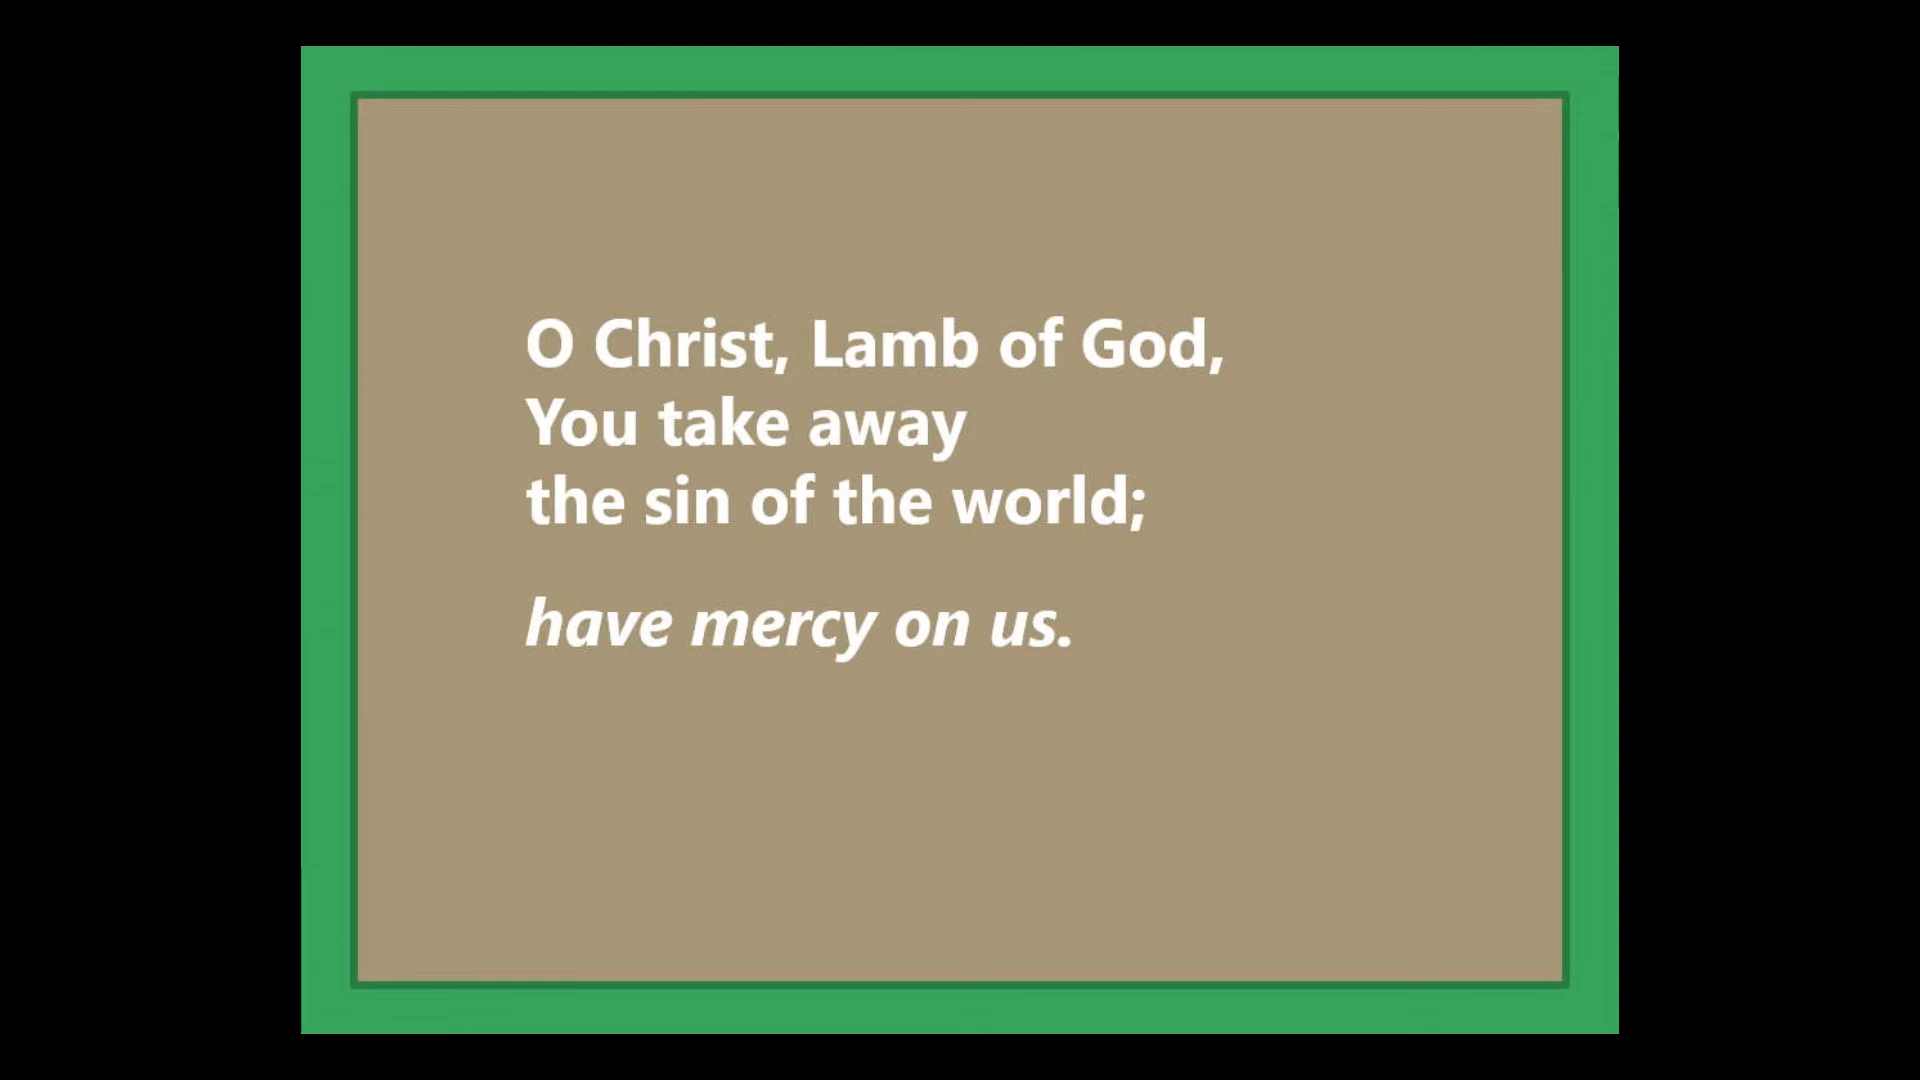 O Christ, Lamb of God,
You take away
the sin of the world;
have mercy on us.